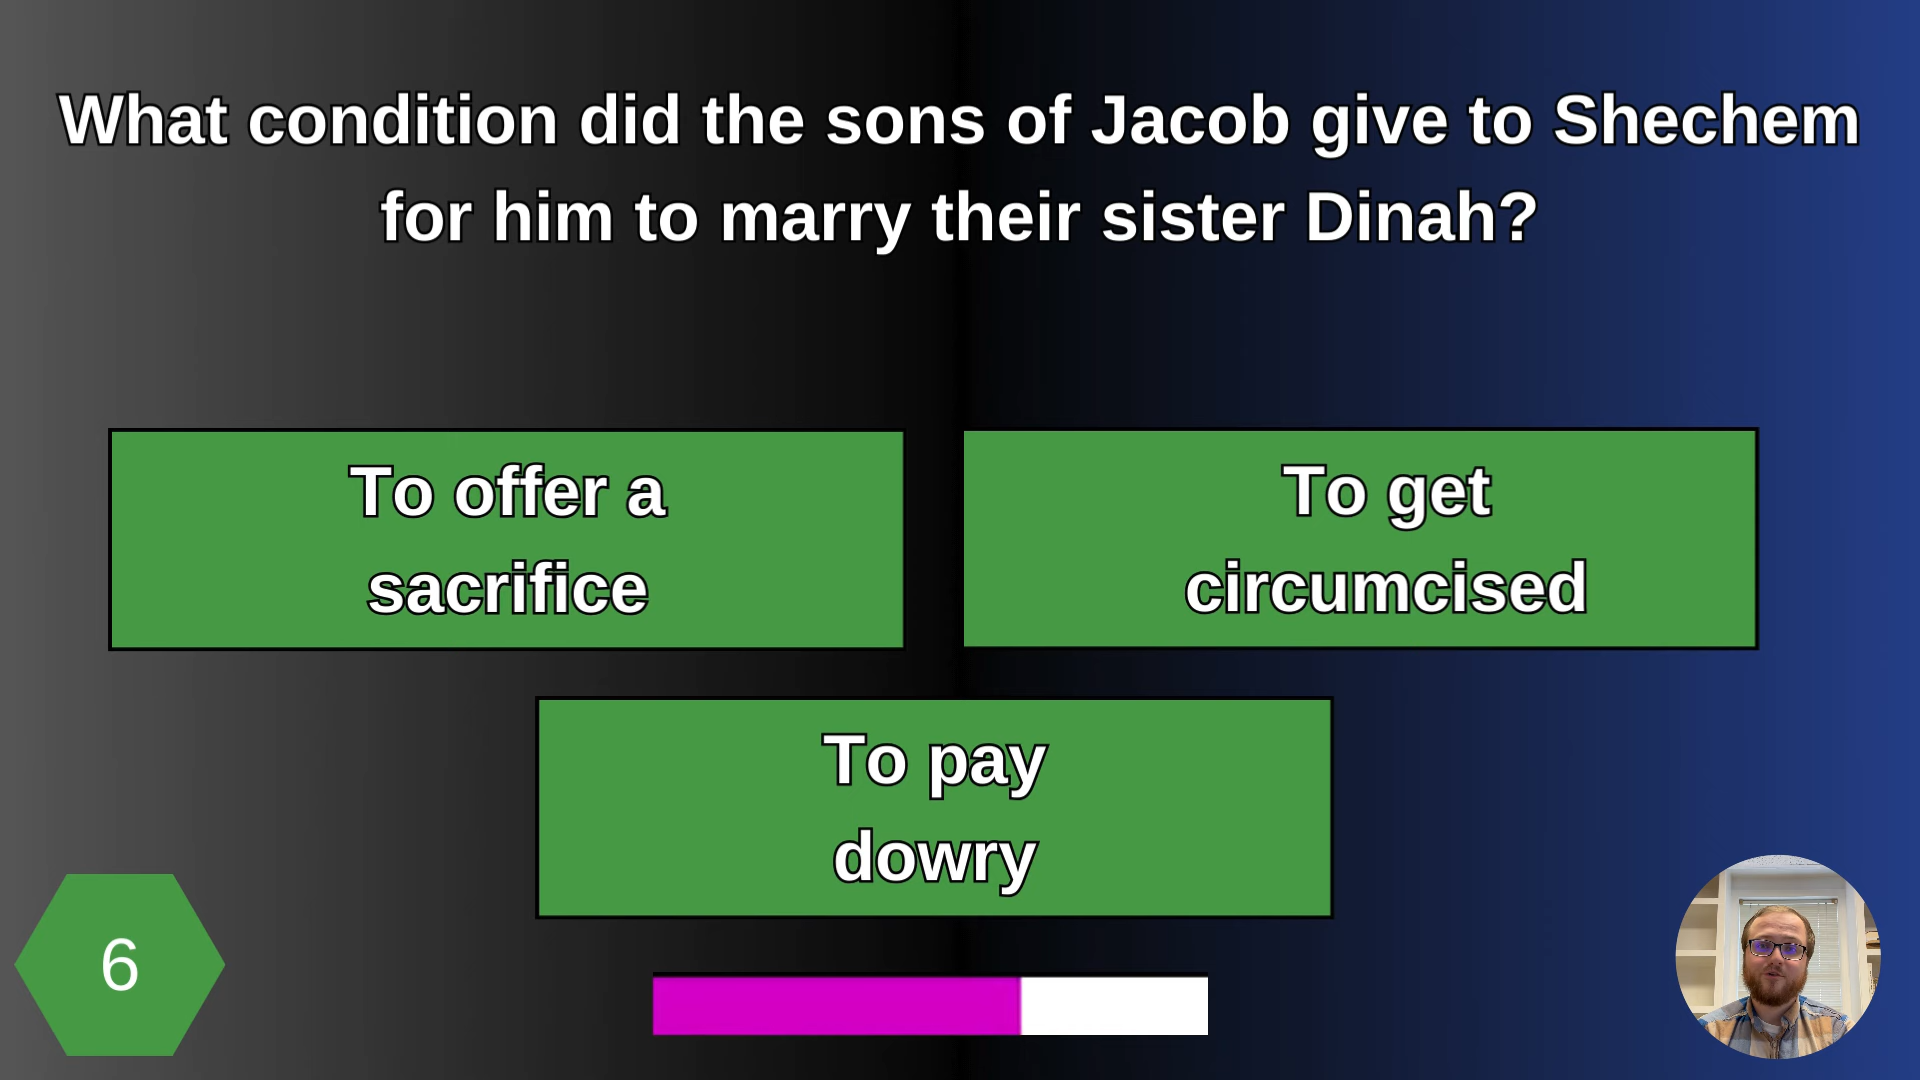 What condition did the sons of Jacob give to Shechem
for him to marry their sister Dinah?
To offer a
sacrifice
To get
circumcised
To pay
dowry
6